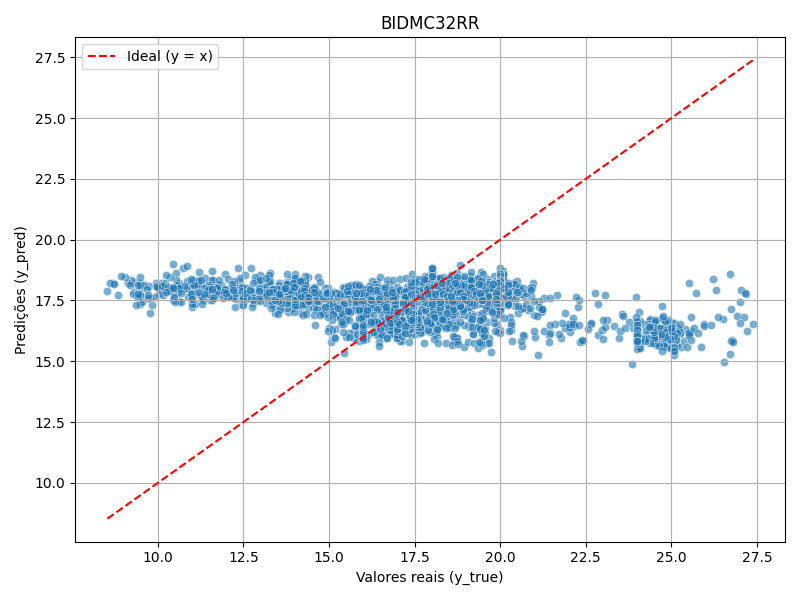 BIDMC32RR
Ideal (y = x)
27.5
25.0
22.5
20.0
17.5
15.0
12.5
10.0
Predições (y_pred)
10.0 12.5 15.0 17.5 20.0 22.5 25.0 27.5
Valores reais (y_true)